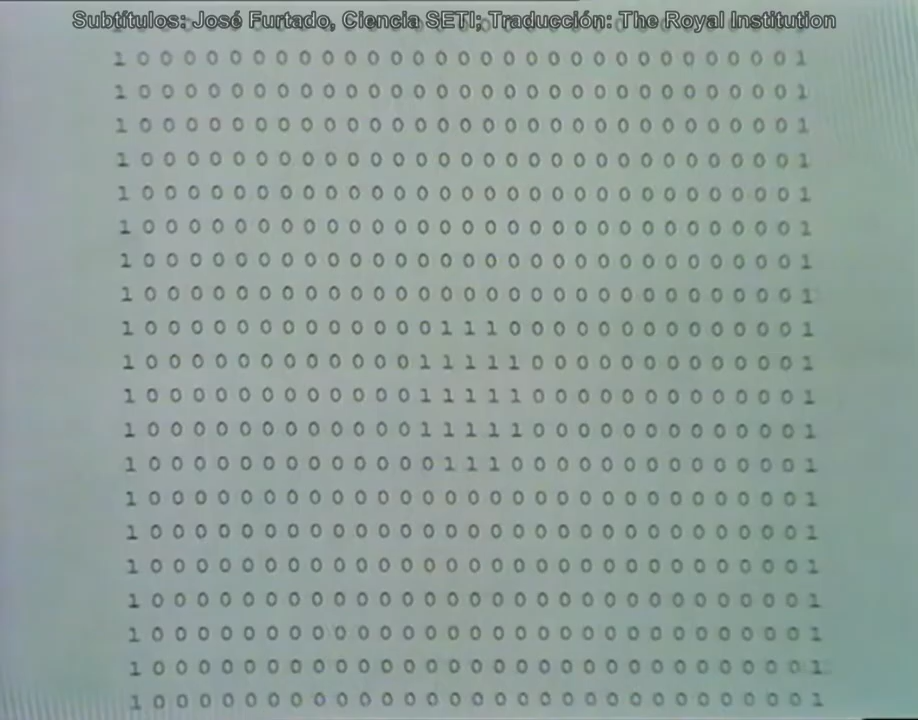 Subtítulos: José Furtado, Ciencia SETI; Traducción: The Royal Institution
1 0 0 0 0 0 0 0 0 0 0 0 0 0 0 0 0 0 0 0 0 0 0 0 0 0 0 0 0 0 1
1 0 0 0 0 0 0 0 0 0 0 0 0 0 0 0 0 0 0 0 0 0 0 0 0 0 0 0 0 0 1
1 0 0 0 0 0 0 0 0 0 0 0 0 0 0 0 0 0 0 0 0 0 0 0 0 0 0 0 0 0 1
1 0 0 0 0 0 0 0 0 0 0 0 0 0 0 0 0 0 0 0 0 0 0 0 0 0 0 0 0 0 1
1 0 0 0 0 0 0 0 0 0 0 0 0 0 0 0 0 0 0 0 0 0 0 0 0 0 0 0 0 0 1
1 0 0 0 0 0 0 0 0 0 0 0 0 0 0 0 0 0 0 0 0 0 0 0 0 0 0 0 0 0 1
1 0 0 0 0 0 0 0 0 0 0 0 0 0 0 0 0 0 0 0 0 0 0 0 0 0 0 0 0 0 1
1 0 0 0 0 0 0 0 0 0 0 0 0 0 0 0 0 0 0 0 0 0 0 0 0 0 0 0 0 0 1
1 0 0 0 0 0 0 0 0 0 0 0 0 0 1 1 1 0 0 0 0 0 0 0 0 0 0 0 0 0 1
1 0 0 0 0 0 0 0 0 0 0 0 0 1 1 1 1 1 0 0 0 0 0 0 0 0 0 0 0 0 1
1 0 0 0 0 0 0 0 0 0 0 0 0 1 1 1 1 1 0 0 0 0 0 0 0 0 0 0 0 0 1
1 0 0 0 0 0 0 0 0 0 0 0 0 1 1 1 1 1 0 0 0 0 0 0 0 0 0 0 0 0 1
1 0 0 0 0 0 0 0 0 0 0 0 0 0 1 1 1 0 0 0 0 0 0 0 0 0 0 0 0 0 1
1 0 0 0 0 0 0 0 0 0 0 0 0 0 0 0 0 0 0 0 0 0 0 0 0 0 0 0 0 0 1
1 0 0 0 0 0 0 0 0 0 0 0 0 0 0 0 0 0 0 0 0 0 0 0 0 0 0 0 0 0 1
1 0 0 0 0 0 0 0 0 0 0 0 0 0 0 0 0 0 0 0 0 0 0 0 0 0 0 0 0 0 1
1 0 0 0 0 0 0 0 0 0 0 0 0 0 0 0 0 0 0 0 0 0 0 0 0 0 0 0 0 0 1
1 0 0 0 0 0 0 0 0 0 0 0 0 0 0 0 0 0 0 0 0 0 0 0 0 0 0 0 0 0 1
1 0 0 0 0 0 0 0 0 0 0 0 0 0 0 0 0 0 0 0 0 0 0 0 0 0 0 0 0 0 1
1 0 0 0 0 0 0 0 0 0 0 0 0 0 0 0 0 0 0 0 0 0 0 0 0 0 0 0 0 0 1